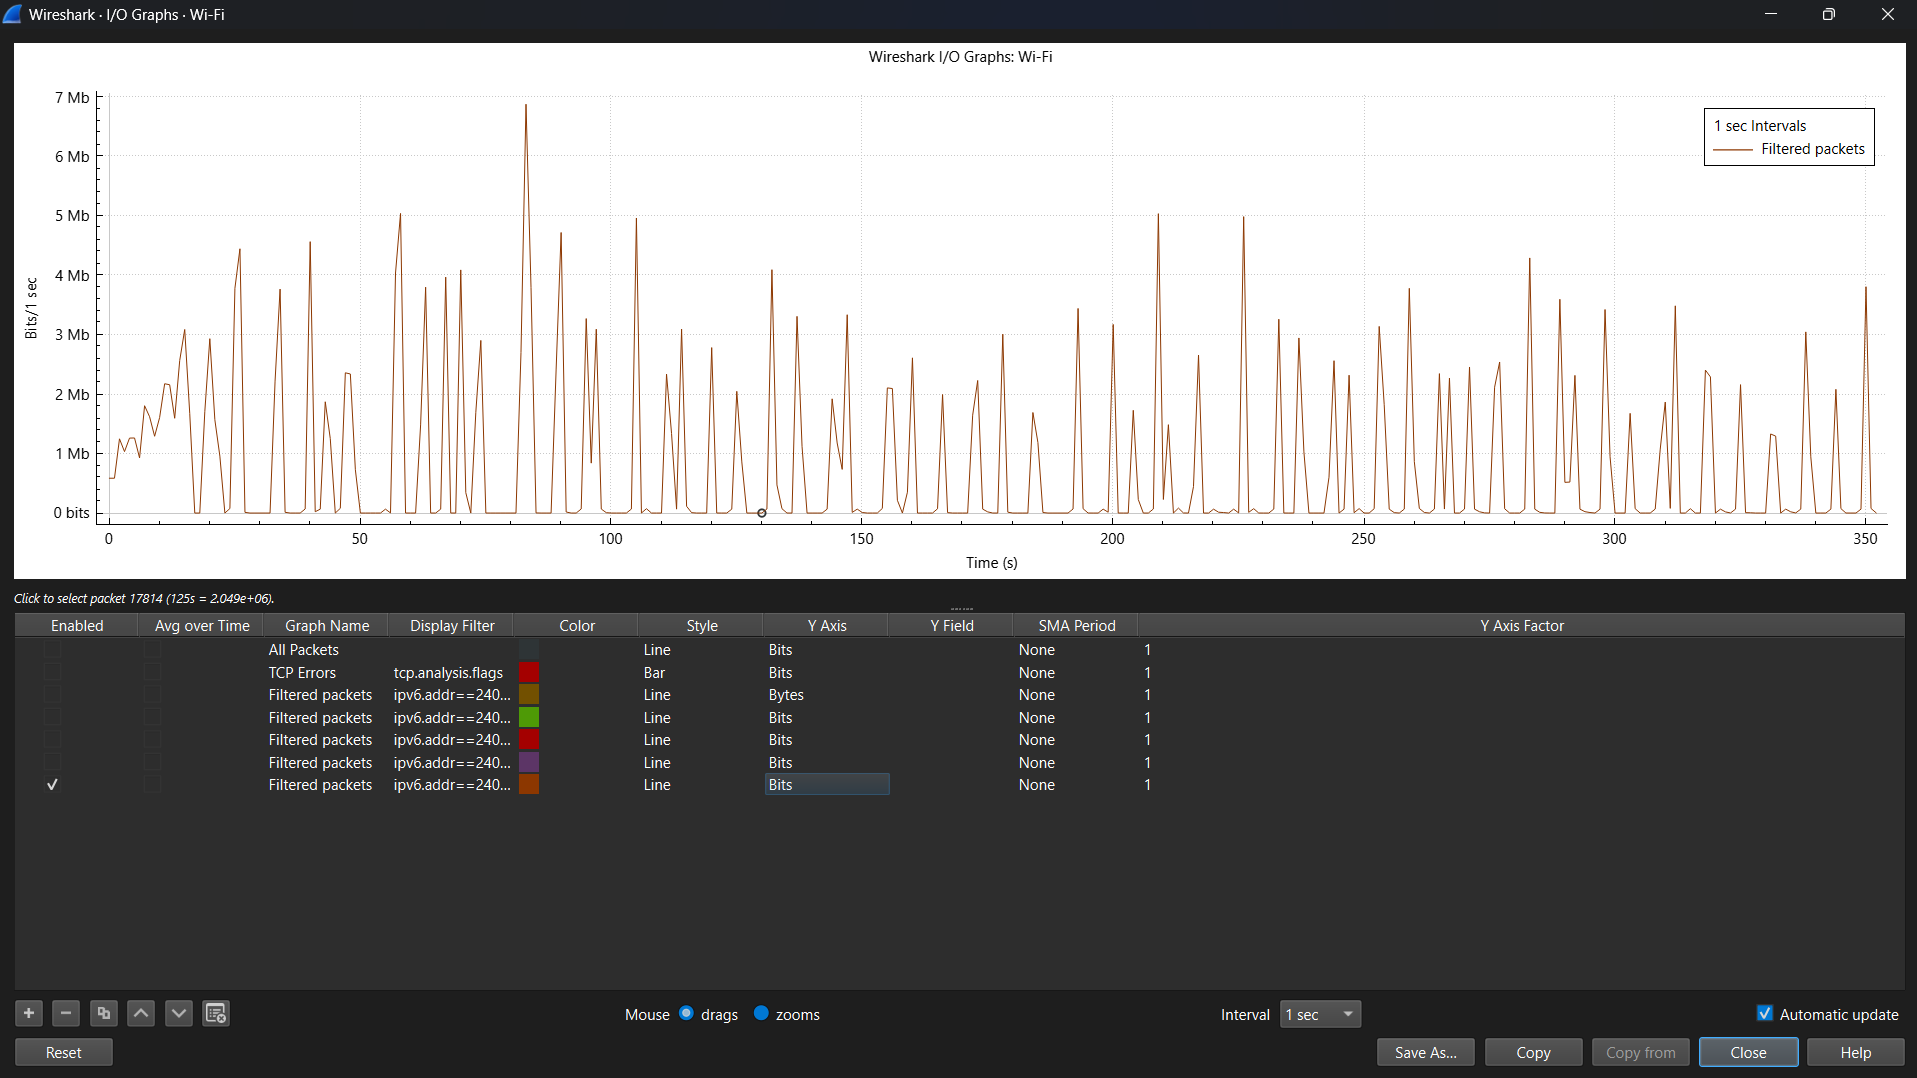 Wireshark · I/O Graphs · Wi-Fi
Wireshark I/O Graphs: Wi-Fi
7 Mb
6 Mb
5 Mb
4 Mb
3 Mb
2 Mb
1 Mb
0 bits
Bits/1 sec
1 sec Intervals
Filtered packets
0 50 100 150 200 250 300 350
Time (s)
Click to select packet 17814 (125s = 2.049e+06).
Enabled Avg over Time Graph Name Display Filter Color Style Y Axis Y Field SMA Period Y Axis Factor
All Packets Line Bits None 1
TCP Errors tcp.analysis.flags Bar Bits None 1
Filtered packets ipv6.addr==240... Line Bytes None 1
Filtered packets ipv6.addr==240... Line Bits None 1
Filtered packets ipv6.addr==240... Line Bits None 1
Filtered packets ipv6.addr==240... Line Bits None 1
Filtered packets ipv6.addr==240... Line Bits None 1
Mouse drags zooms Interval 1 sec Automatic update
Reset Save As... Copy Copy from Close Help